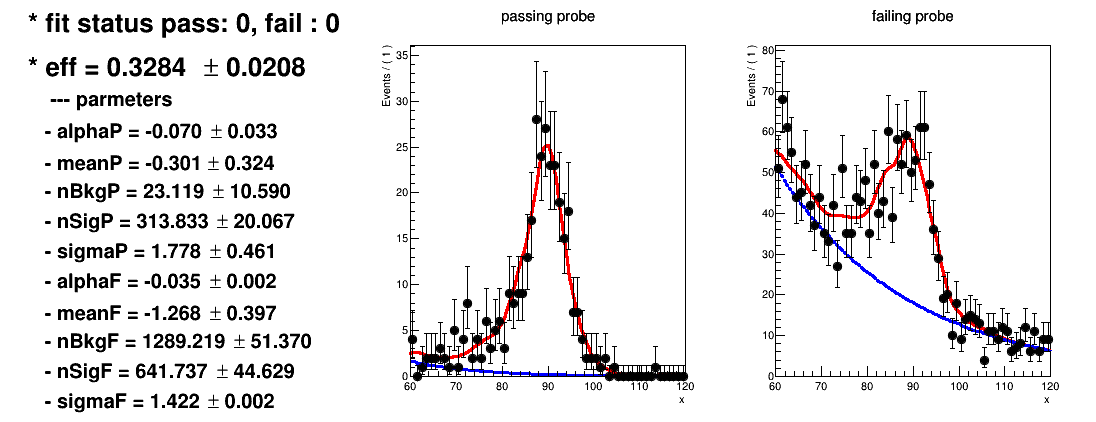 * fit status pass: 0, fail : 0
* eff = 0.3284 ± 0.0208
--- parmeters
- alphaP = -0.070 ± 0.033
- meanP = -0.301 ± 0.324
- nBkgP = 23.119 ± 10.590
- nSigP = 313.833 ± 20.067
- sigmaP = 1.778 ± 0.461
- alphaF = -0.035 ± 0.002
- meanF = -1.268 ± 0.397
- nBkgF = 1289.219 ± 51.370
- nSigF = 641.737 ± 44.629
- sigmaF = 1.422 ± 0.002
passing probe
Events / ( 1 )
35
30
25
20
15
10
5
0
60 70 80 90 100 110 120
x
failing probe
Events / ( 1 )
80
70
60
50
40
30
20
10
0
60 70 80 90 100 110 120
x